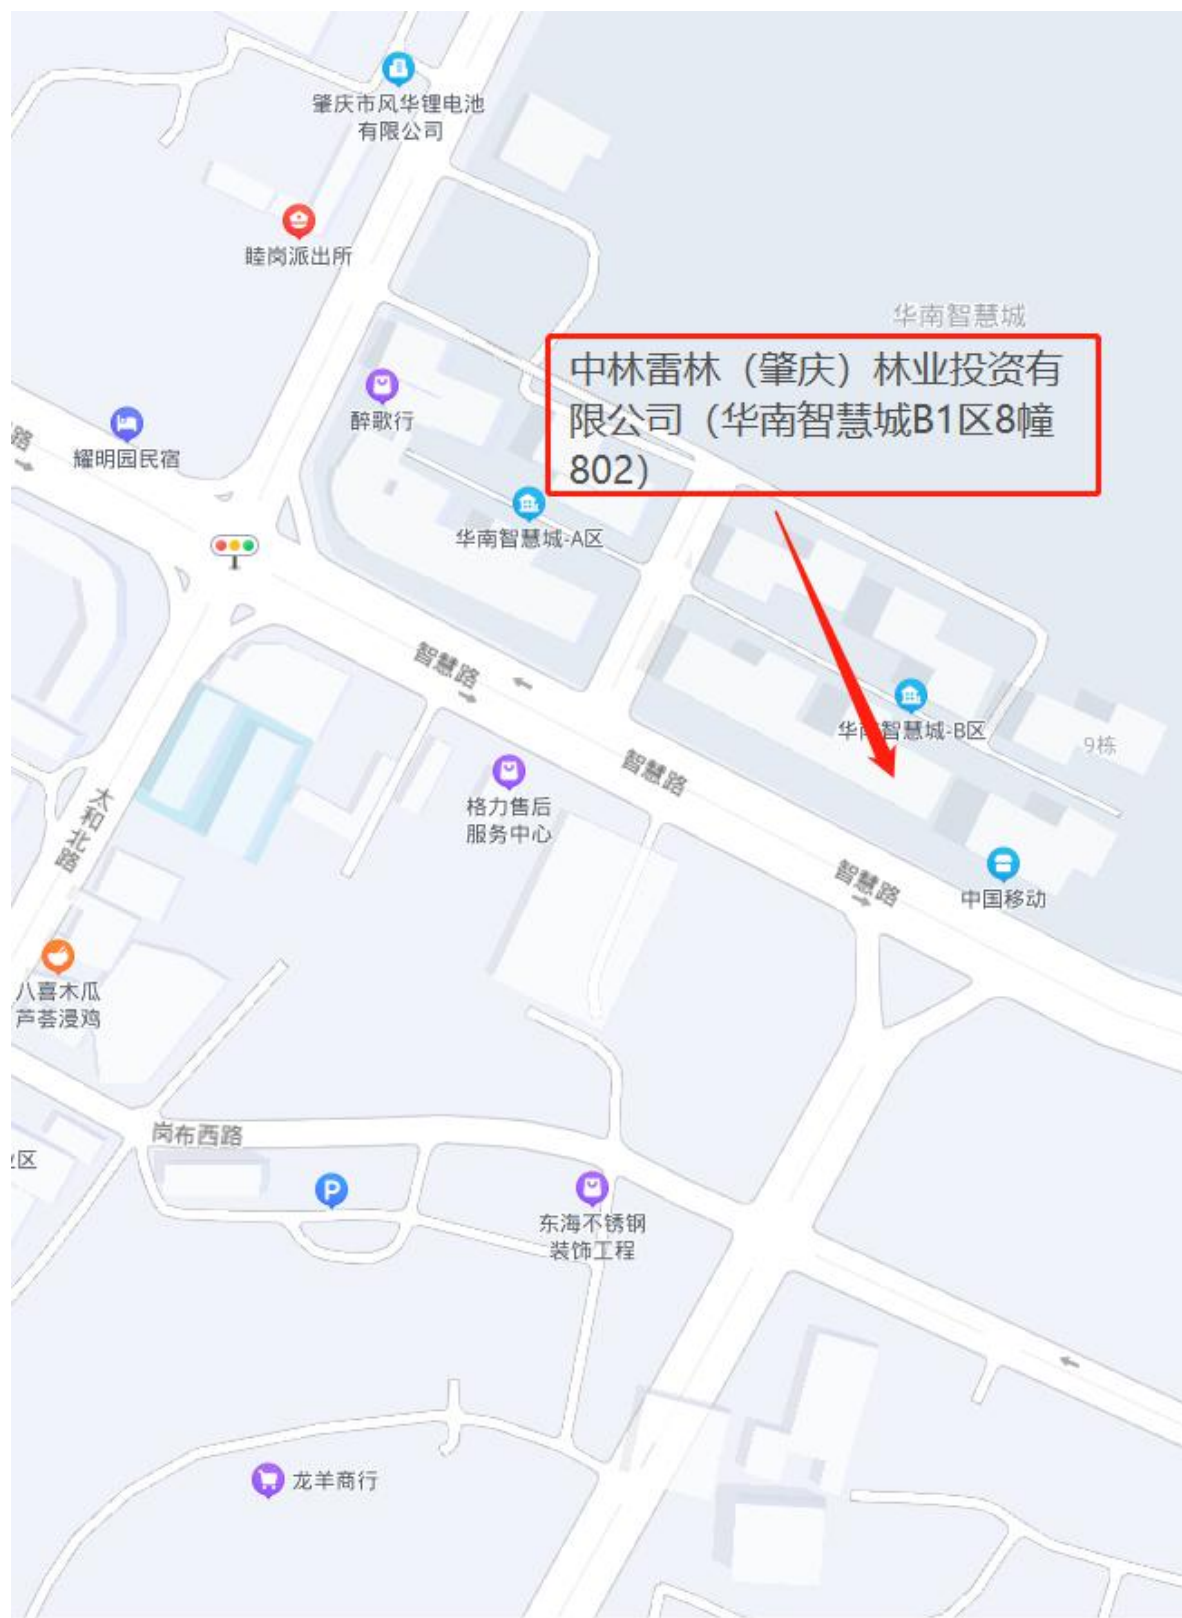 肇庆市风华锂电池
有限公司
睦岗派出所
华南智慧城
中林雷林（肇庆）林业投资有
限公司（华南智慧城B1区8幢
802）
醉歌行
路
耀明园民宿
华南智慧城-A区
智慧路
华南智慧城-B区
9栋
智慧路
格力售后
服务中心
太和北路
智慧路
中国移动
八喜木瓜
芦荟浸鸡
岗布西路
区
P
东海不锈钢
装饰工程
龙羊商行